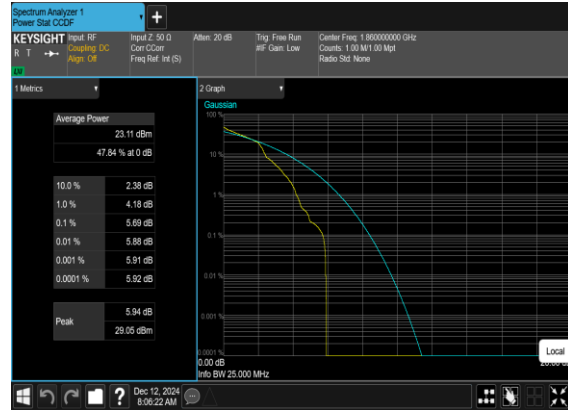 Spectrum Analyzer 1
Power Stat CCDF
KEYSIGHT
R T
Input: RF
Coupling: DC
Align: Off
Input Z: 50 Ω
Corr CCorr
Freq Ref: Int (S)
Atten: 20 dB
Trig: Free Run
#IF Gain: Low
Center Freq: 1.860000000 GHz
Counts: 1.00 M/1.00 Mpt
Radio Std: None
1 Metrics
2 Graph
Average Power
23.11 dBm
47.84 % at 0 dB
10.0 % 2.38 dB
1.0 % 4.18 dB
0.1 % 5.69 dB
0.01 % 5.88 dB
0.001 % 5.91 dB
0.0001 % 5.92 dB
Peak
5.94 dB
29.05 dBm
Gaussian
100 %
10 %
1 %
0.1 %
0.01 %
0.001 %
0.0001 %
0.00 dB
Info BW 25.000 MHz
Local
Dec 12, 2024
8:06:22 AM